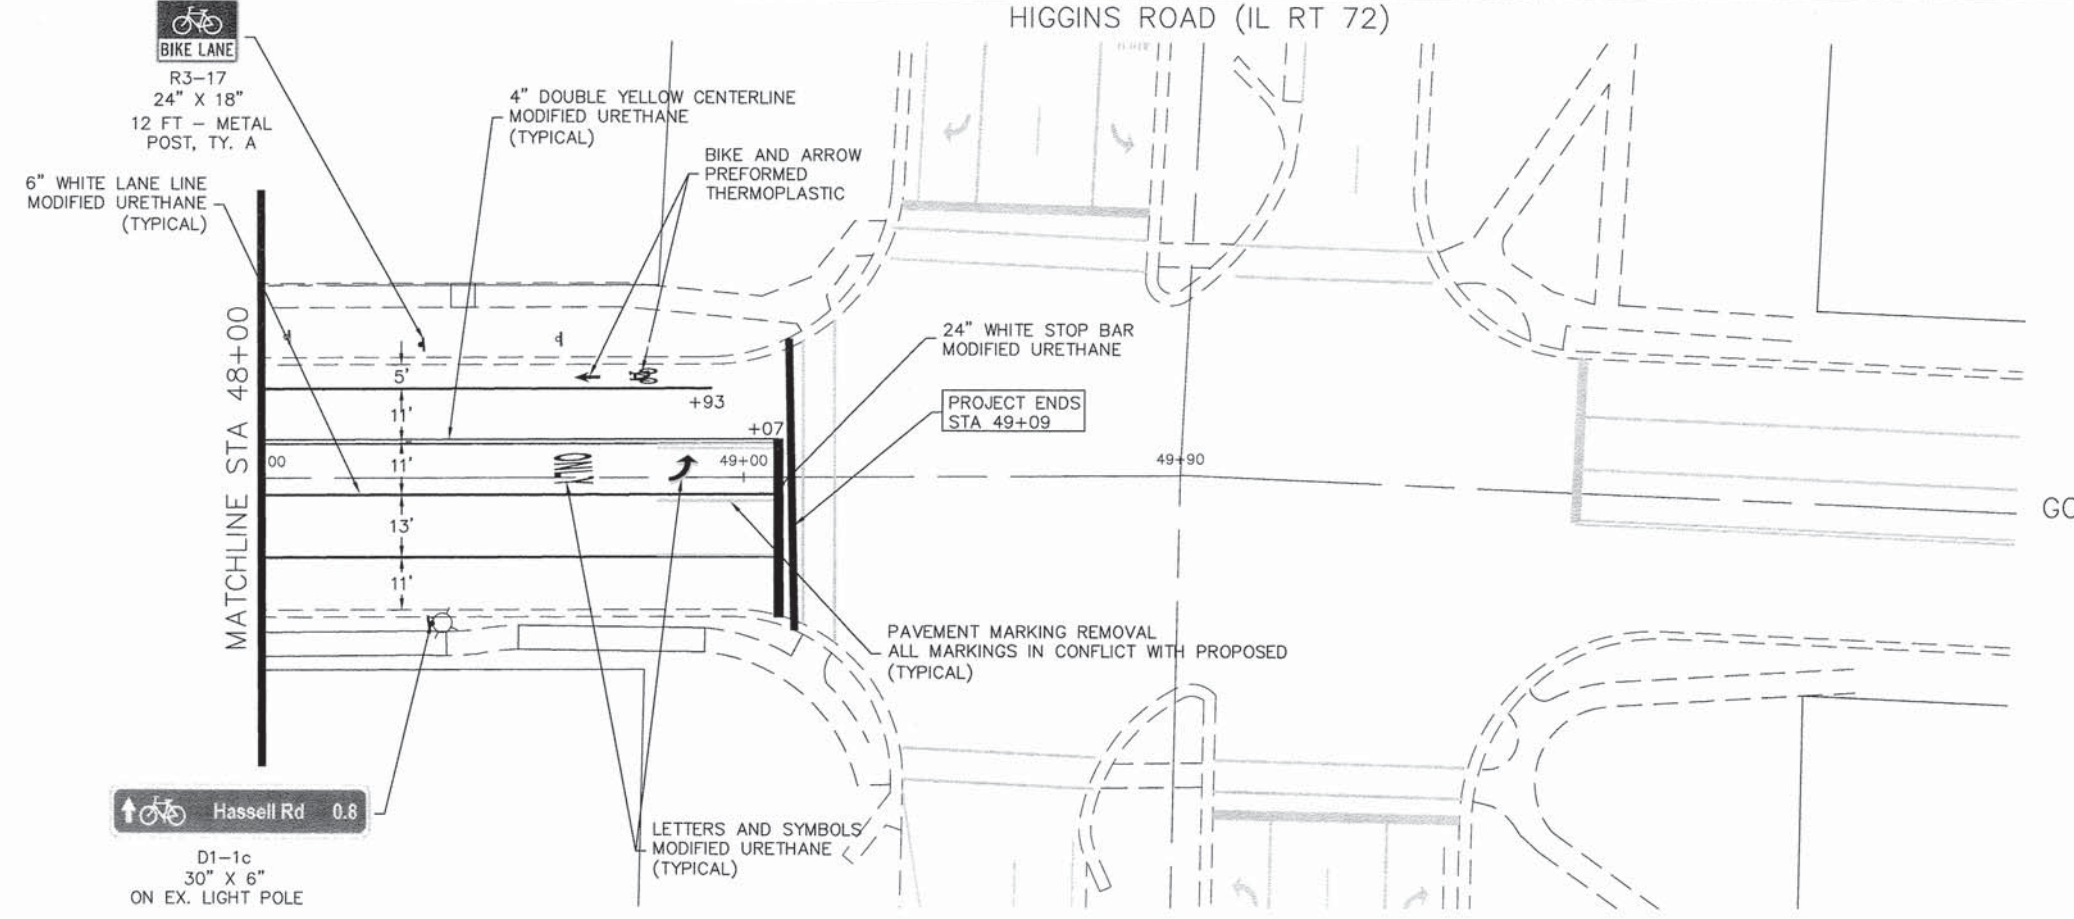 HIGGINS ROAD (IL RT 72)
BIKE LANE
R3-17
24" X 18"
12 FT - METAL
POST, TY. A
4" DOUBLE YELLOW CENTERLINE
MODIFIED URETHANE
(TYPICAL)
BIKE AND ARROW
PREFORMED
THERMOPLASTIC
6" WHITE LANE LINE
MODIFIED URETHANE
(TYPICAL)
MATCHLINE STA 48+00
5'
11'
11'
13'
11'
+93
+07
00
49+00
49+90
24" WHITE STOP BAR
MODIFIED URETHANE
PROJECT ENDS
STA 49+09
GO
PAVEMENT MARKING REMOVAL
ALL MARKINGS IN CONFLICT WITH PROPOSED
(TYPICAL)
Hassell Rd 0.8
D1-1c
30" X 6"
ON EX. LIGHT POLE
LETTERS AND SYMBOLS
MODIFIED URETHANE
(TYPICAL)